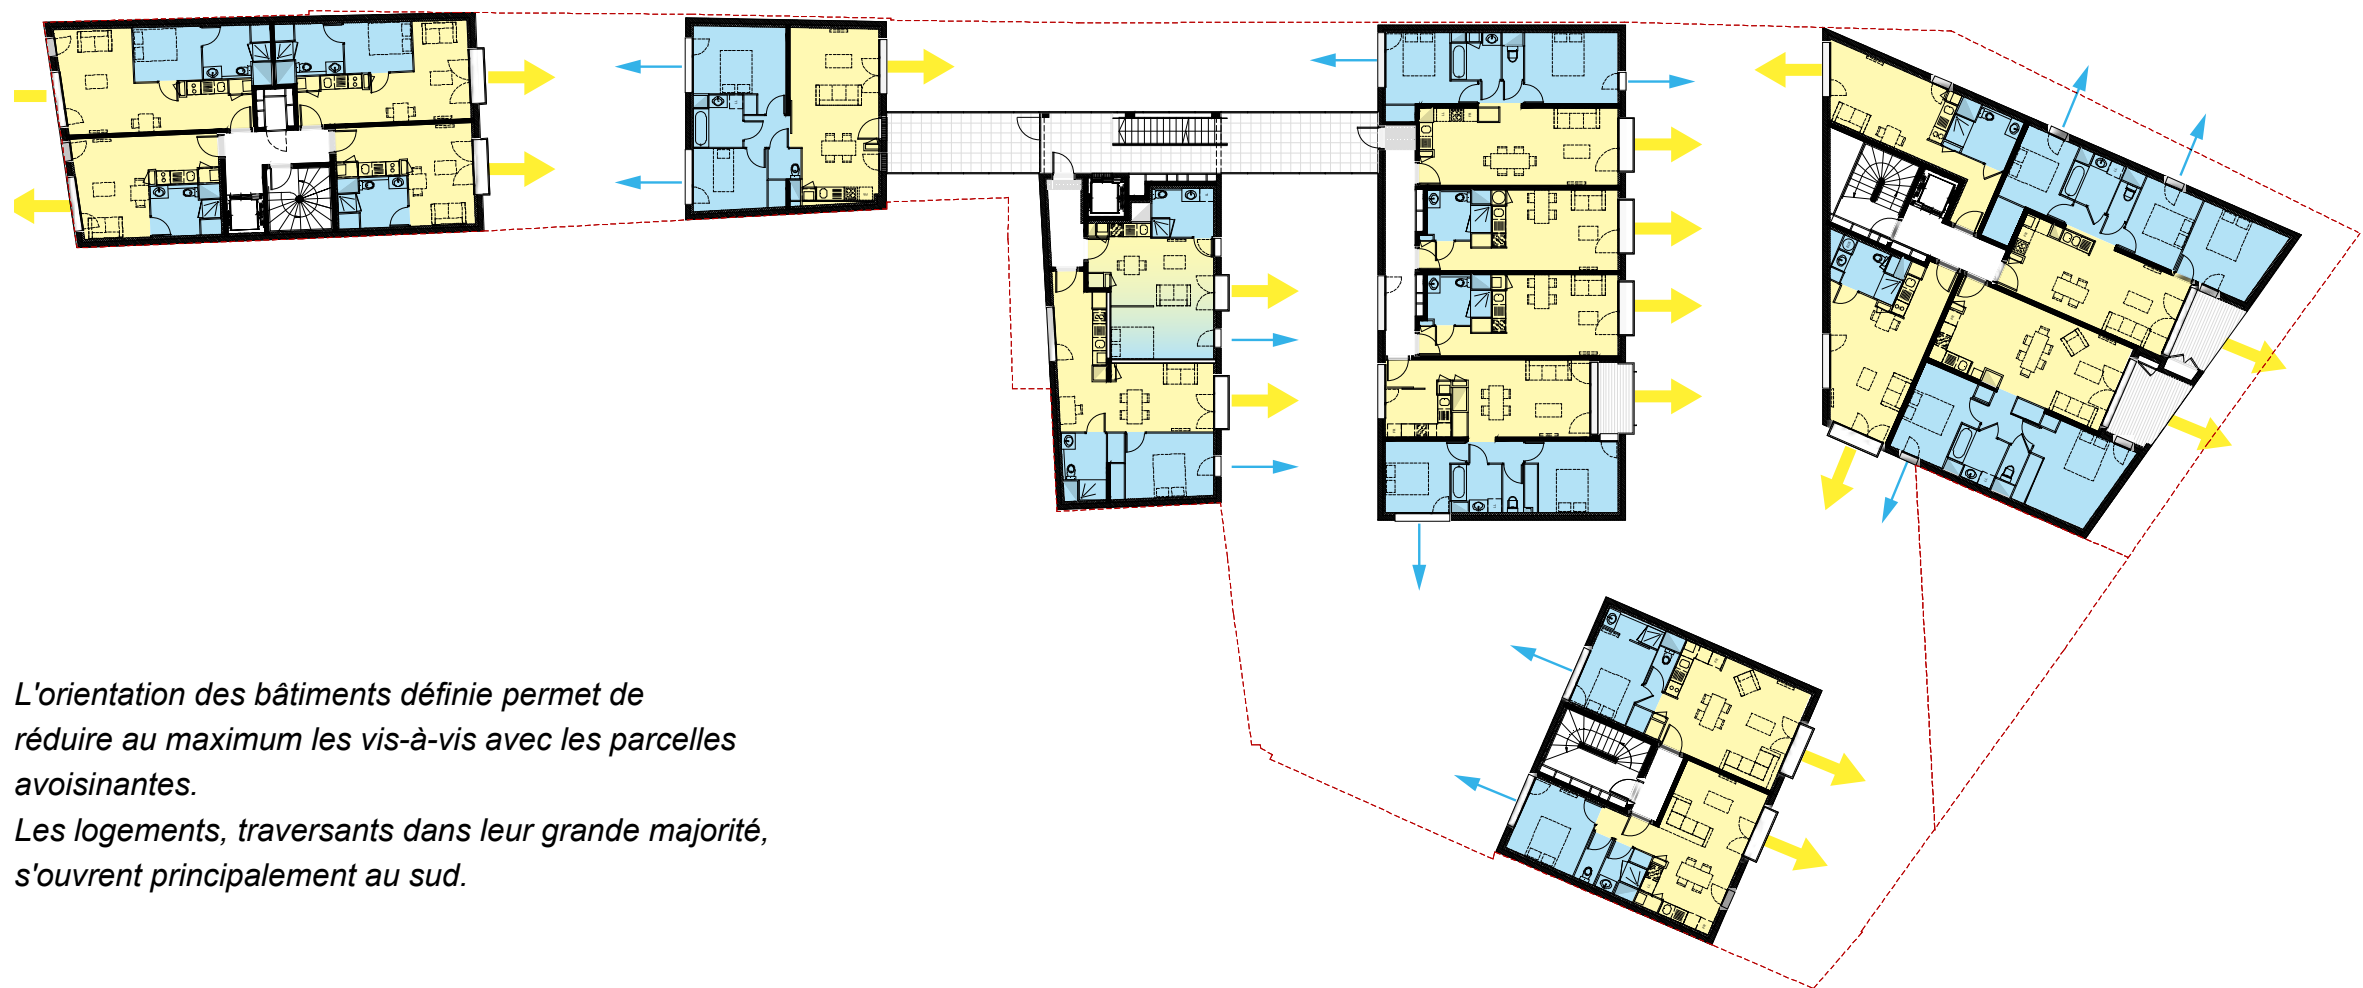 L'orientation des bâtiments définie permet de
réduire au maximum les vis-à-vis avec les parcelles
avoisinantes.
Les logements, traversants dans leur grande majorité,
s'ouvrent principalement au sud.